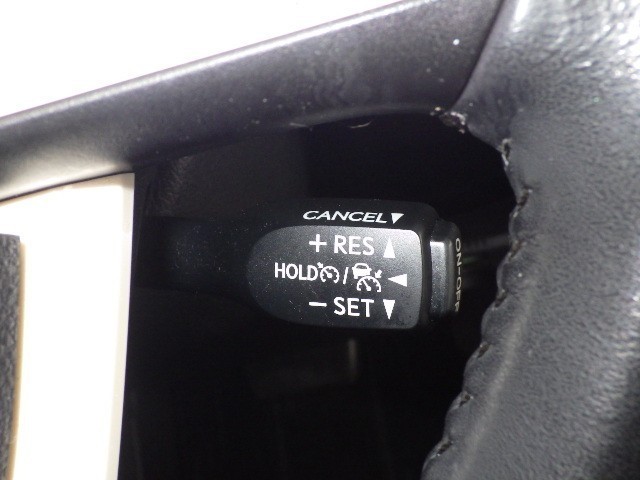 CANCEL▼
+ RES ▲
HOLD / ◀
− SET ▼
ON-OFF